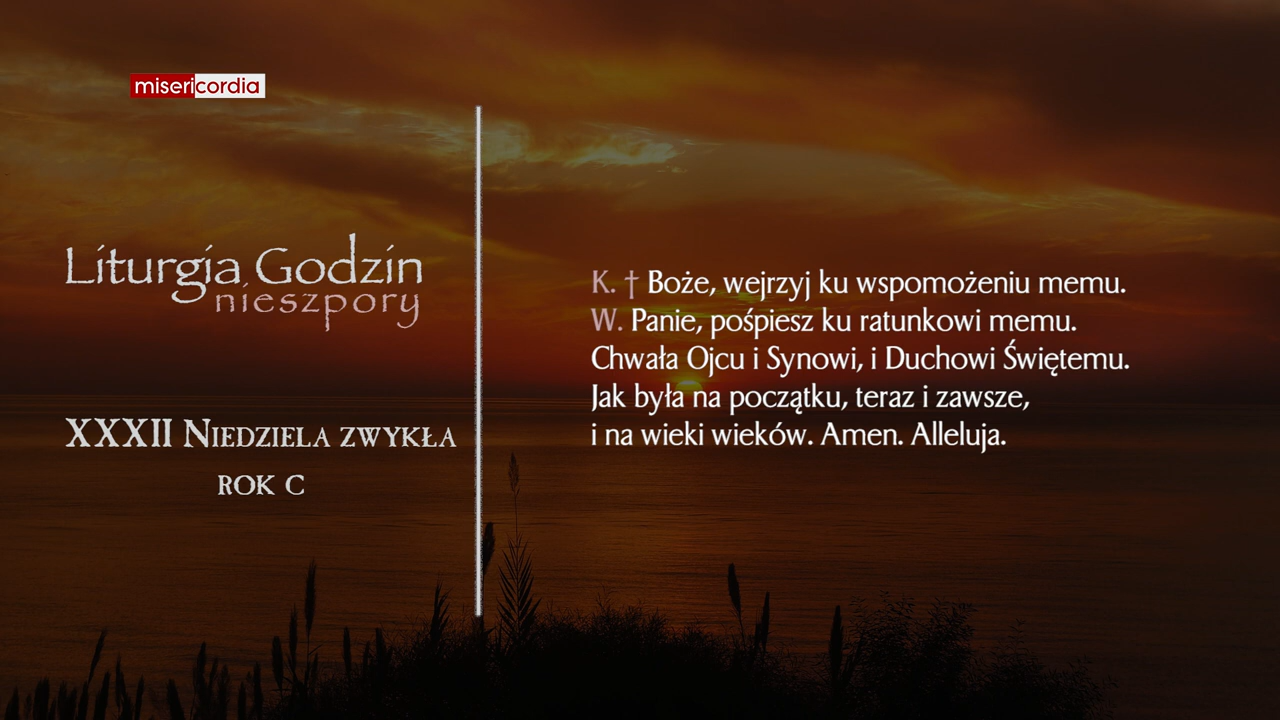 misericordia
Liturgia Godzin
nieszpory
XXXII Niedziela zwykła
rok C
K. † Boże, wejrzyj ku wspomożeniu memu.
W. Panie, pośpiesz ku ratunkowi memu.
Chwała Ojcu i Synowi, i Duchowi Świętemu.
Jak była na początku, teraz i zawsze,
i na wieki wieków. Amen. Alleluja.